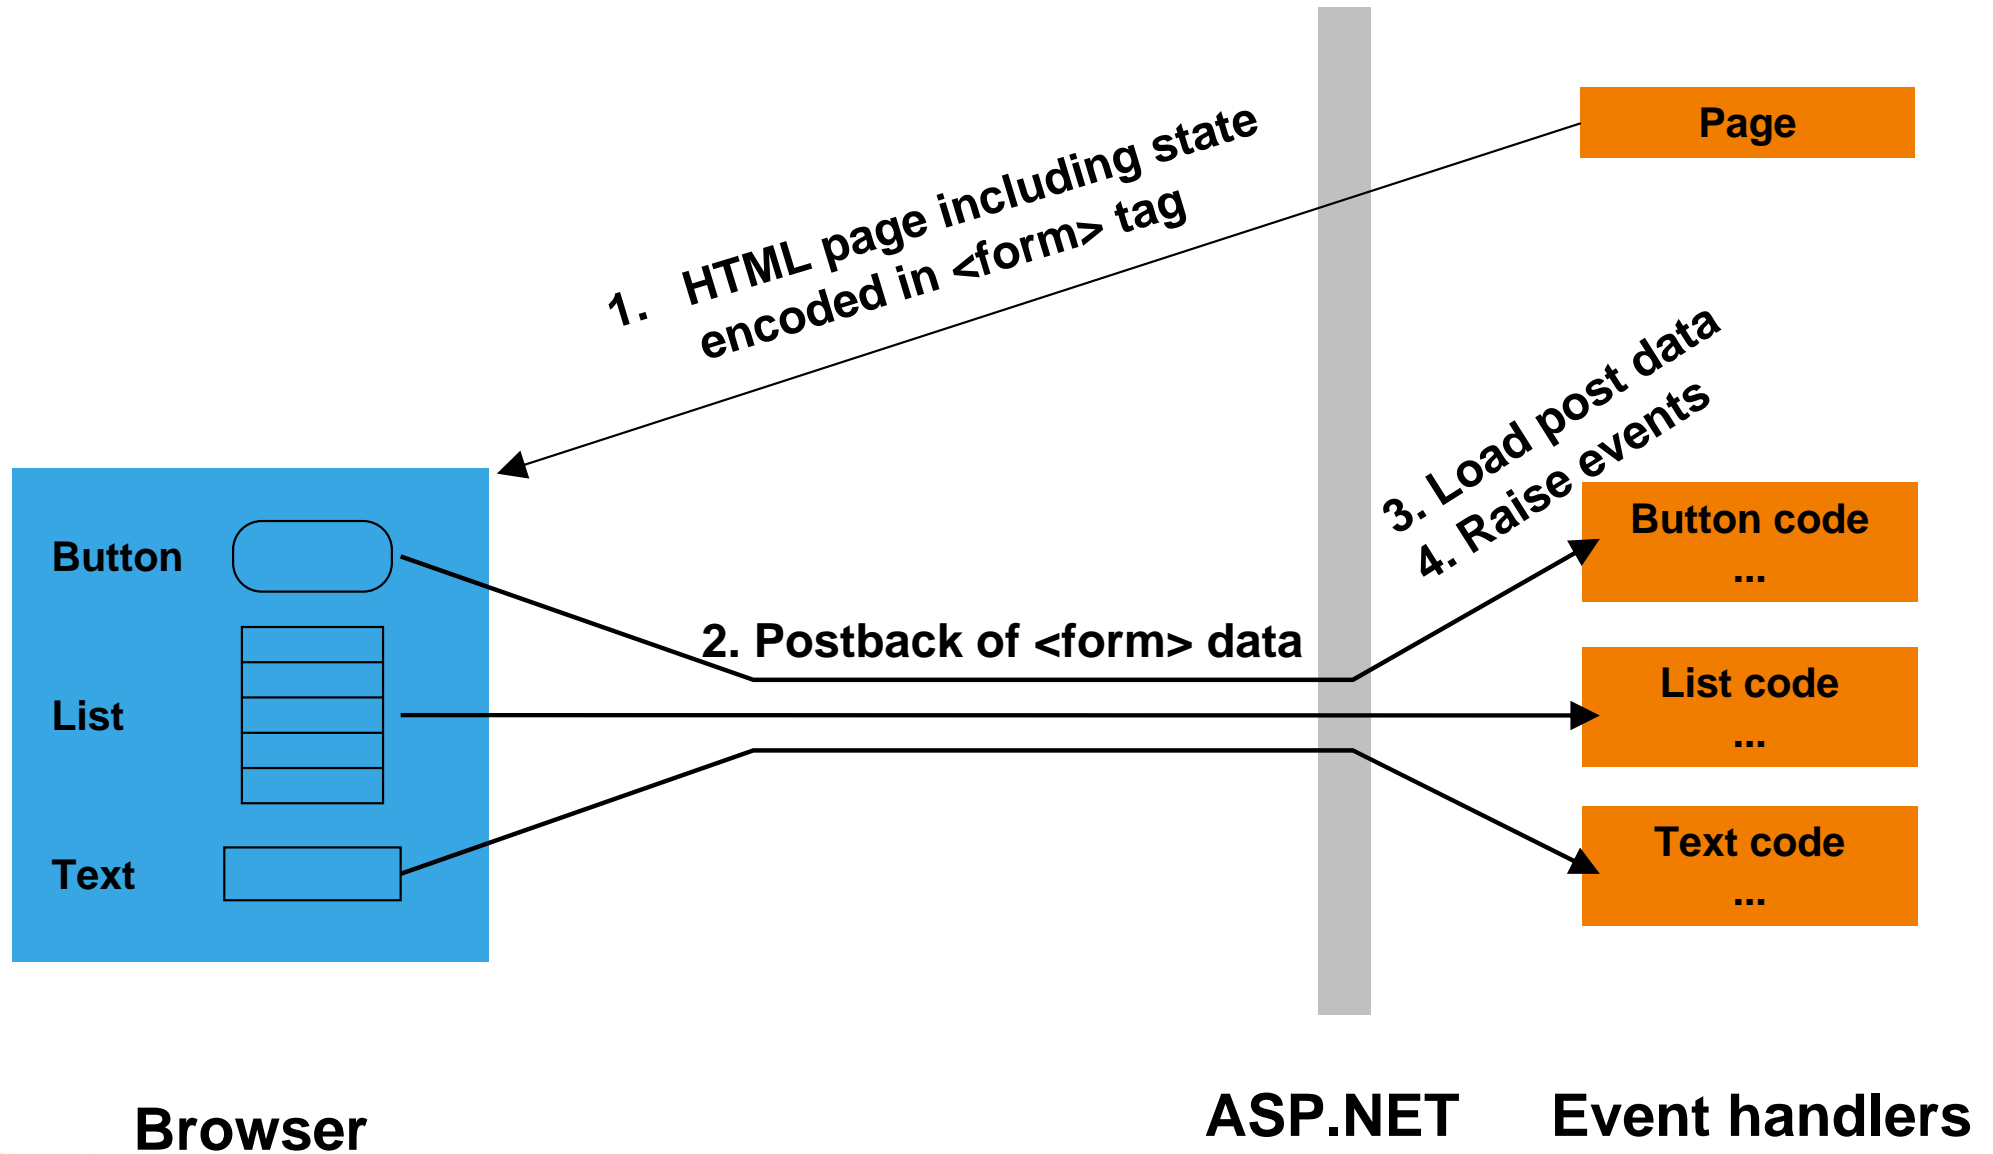 Page
1. HTML page including state
encoded in <form> tag
3. Load post data
4. Raise events
Button
2. Postback of <form> data
Button code
...
List
List code
...
Text
Text code
...
Browser
ASP.NET
Event handlers